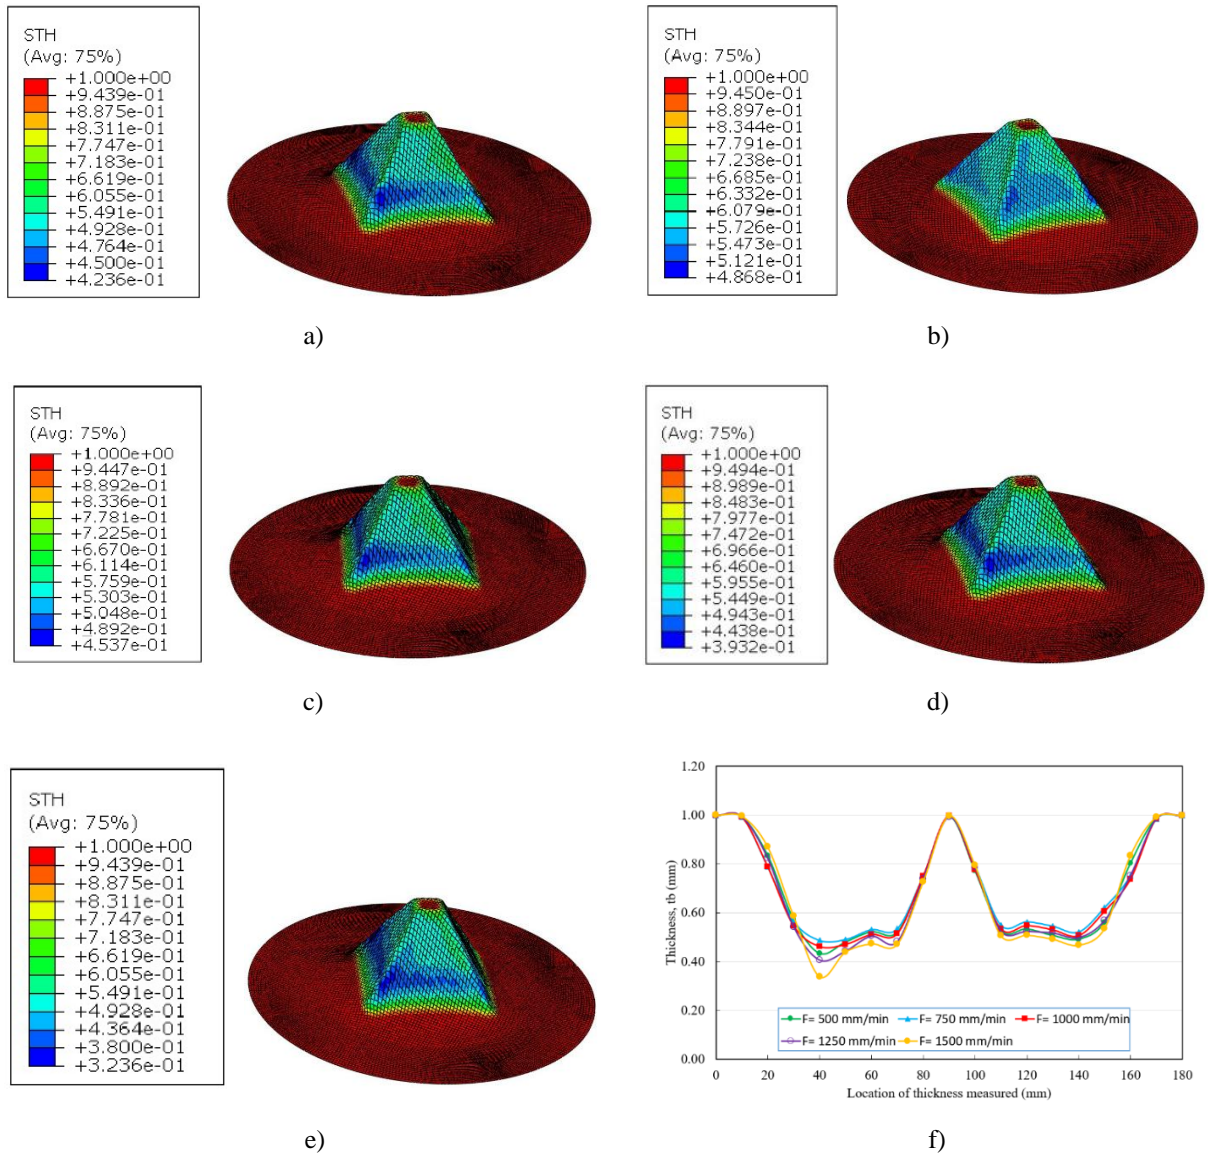 STH
(Avg: 75%)
+1.000e+00
+9.439e-01
+8.875e-01
+8.311e-01
+7.747e-01
+7.183e-01
+6.619e-01
+6.055e-01
+5.491e-01
+4.928e-01
+4.764e-01
+4.500e-01
+4.236e-01
a)
STH
(Avg: 75%)
+1.000e+00
+9.450e-01
+8.897e-01
+8.344e-01
+7.791e-01
+7.238e-01
+6.685e-01
+6.332e-01
+6.079e-01
+5.726e-01
+5.473e-01
+5.121e-01
+4.868e-01
b)
STH
(Avg: 75%)
+1.000e+00
+9.447e-01
+8.892e-01
+8.336e-01
+7.781e-01
+7.225e-01
+6.670e-01
+6.114e-01
+5.759e-01
+5.303e-01
+5.048e-01
+4.892e-01
+4.537e-01
c)
STH
(Avg: 75%)
+1.000e+00
+9.494e-01
+8.989e-01
+8.483e-01
+7.977e-01
+7.472e-01
+6.966e-01
+6.460e-01
+5.955e-01
+5.449e-01
+4.943e-01
+4.438e-01
+3.932e-01
d)
STH
(Avg: 75%)
+1.000e+00
+9.439e-01
+8.875e-01
+8.311e-01
+7.747e-01
+7.183e-01
+6.619e-01
+6.055e-01
+5.491e-01
+4.928e-01
+4.364e-01
+3.800e-01
+3.236e-01
e)
1.20
1.00
0.80
0.60
0.40
0.20
0.00
Thickness, tb (mm)
F= 500 mm/min F= 750 mm/min F= 1000 mm/min
F= 1250 mm/min F= 1500 mm/min
0 20 40 60 80 100 120 140 160 180
Location of thickness measured (mm)
f)